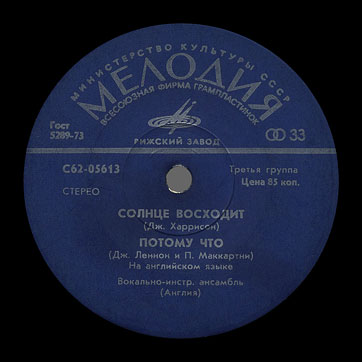 МИНИСТЕРСТВО КУЛЬТУРЫ СССР
МЕЛОДИЯ
ВСЕСОЮЗНАЯ ФИРМА ГРАМПЛАСТИНОК
Гост
5289-73
33
РИЖСКИЙ ЗАВОД
С62-05613
СТЕРЕО
Третья группа
Цена 85 коп.
СОЛНЦЕ ВОСХОДИТ
(Дж. Харрисон)
ПОТОМУ ЧТО
(Дж. Леннон и П. Маккартни)
На английском языке
Вокально-инстр. ансамбль
(Англия)